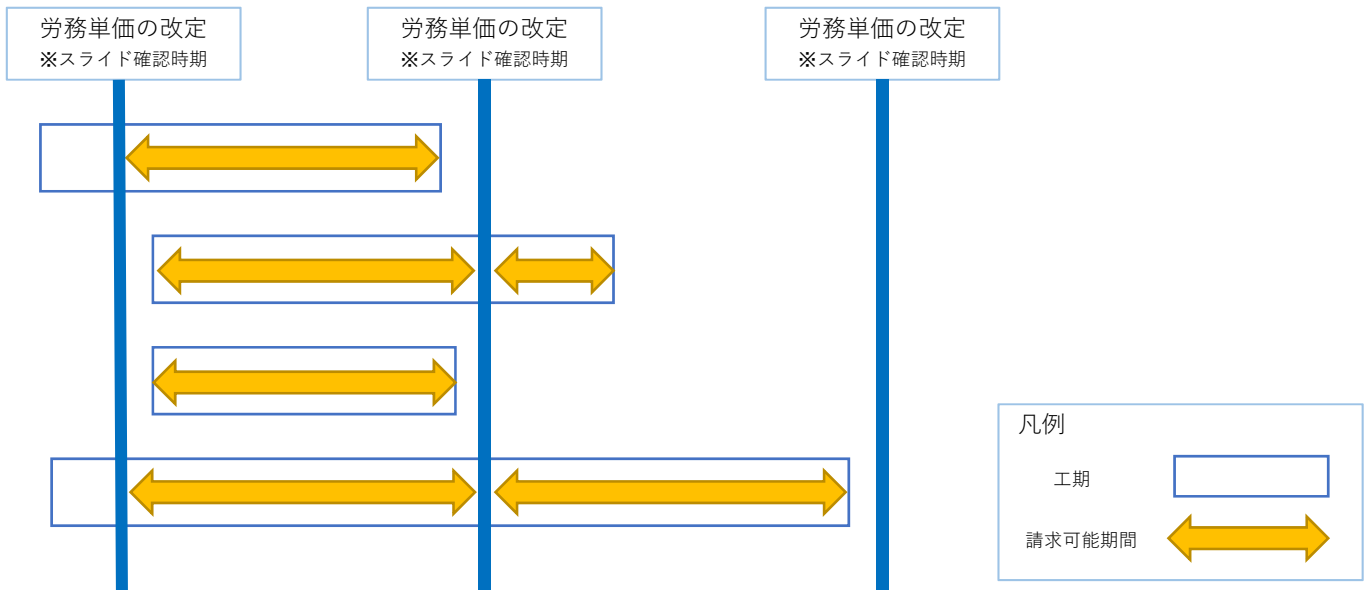 労務単価の改定
※スライド確認時期
労務単価の改定
※スライド確認時期
労務単価の改定
※スライド確認時期
凡例
工期
請求可能期間